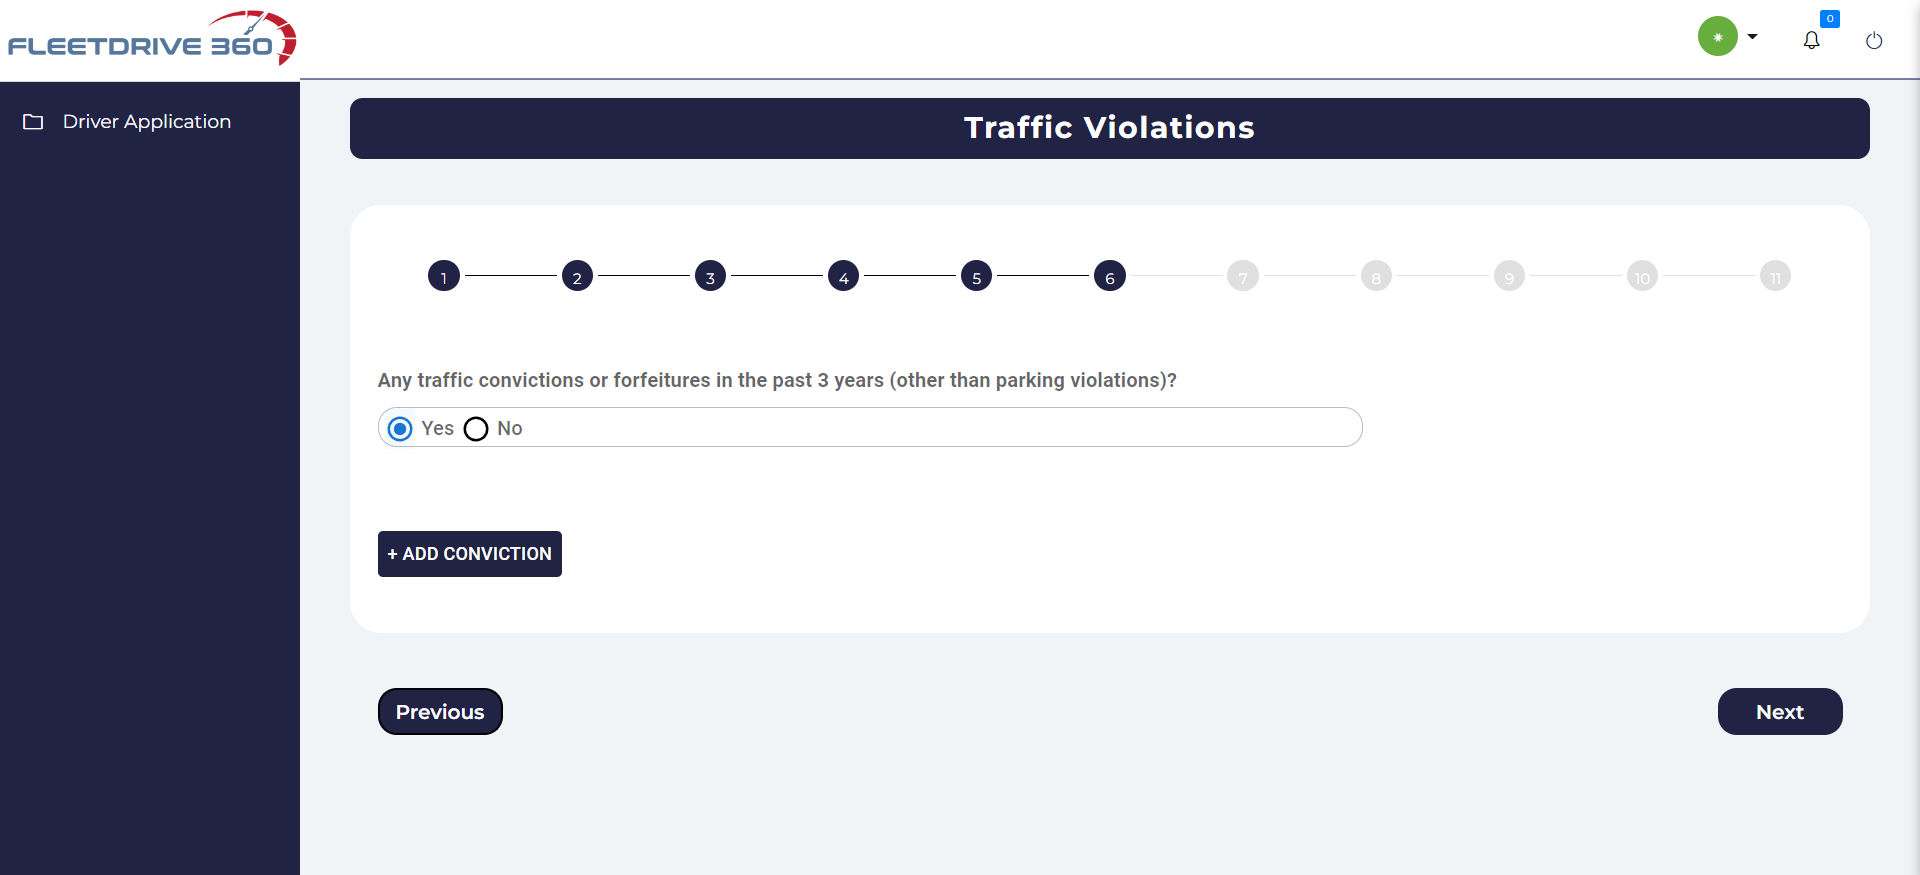 FLEETDRIVE 360
0
Driver Application
Traffic Violations
1 2 3 4 5 6 7 8 9 10 11
Any traffic convictions or forfeitures in the past 3 years (other than parking violations)?
Yes No
+ ADD CONVICTION
Previous Next